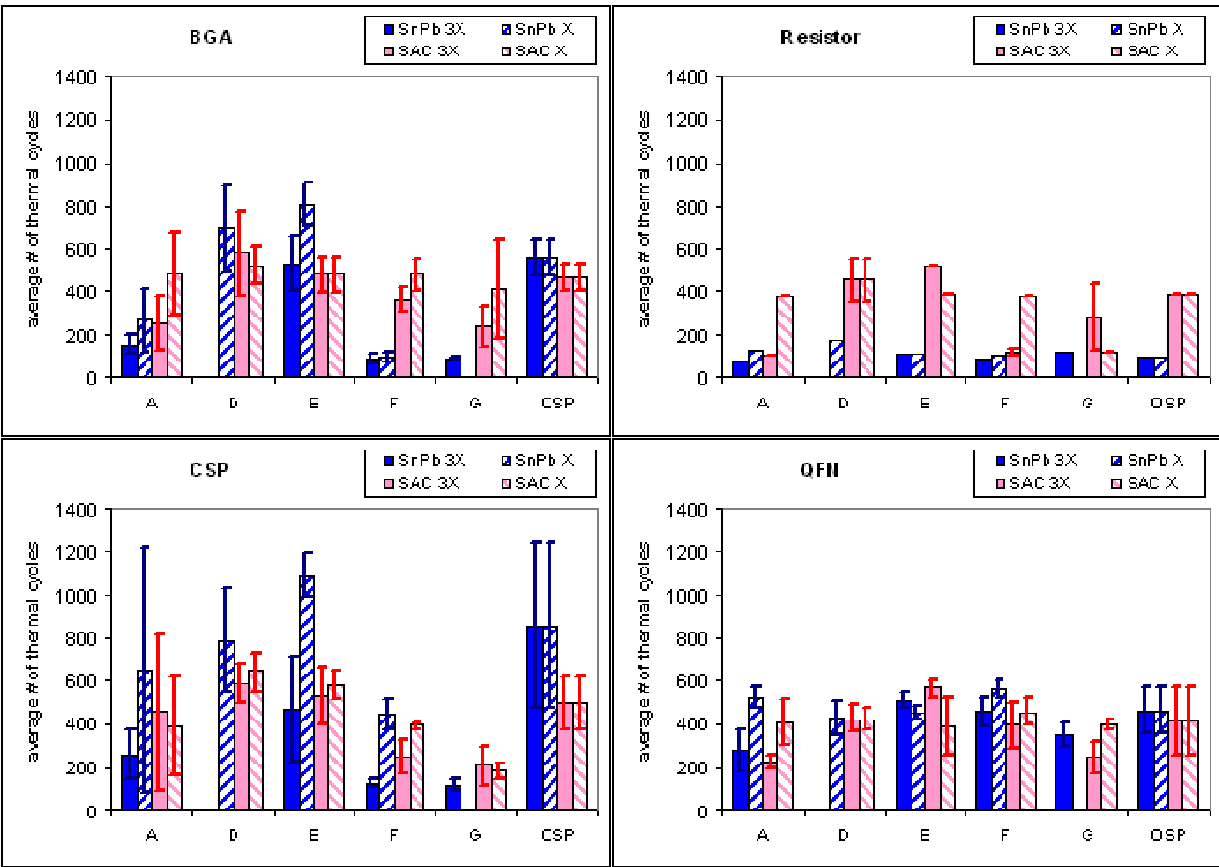 BGA
SnPb 3X SnPb X
SAC 3X SAC X
average # of thermal cycles
1400
1200
1000
800
600
400
200
0
A D E F G CSP
Resistor
SnPb 3X SnPb X
SAC 3X SAC X
average # of thermal cycles
1400
1200
1000
800
600
400
200
0
A D E F G OSP
CSP
SnPb 3X SnPb X
SAC 3X SAC X
average # of thermal cycles
1400
1200
1000
800
600
400
200
0
A D E F G CSP
QFN
SnPb 3X SnPb X
SAC 3X SAC X
average # of thermal cycles
1400
1200
1000
800
600
400
200
0
A D E F G OSP